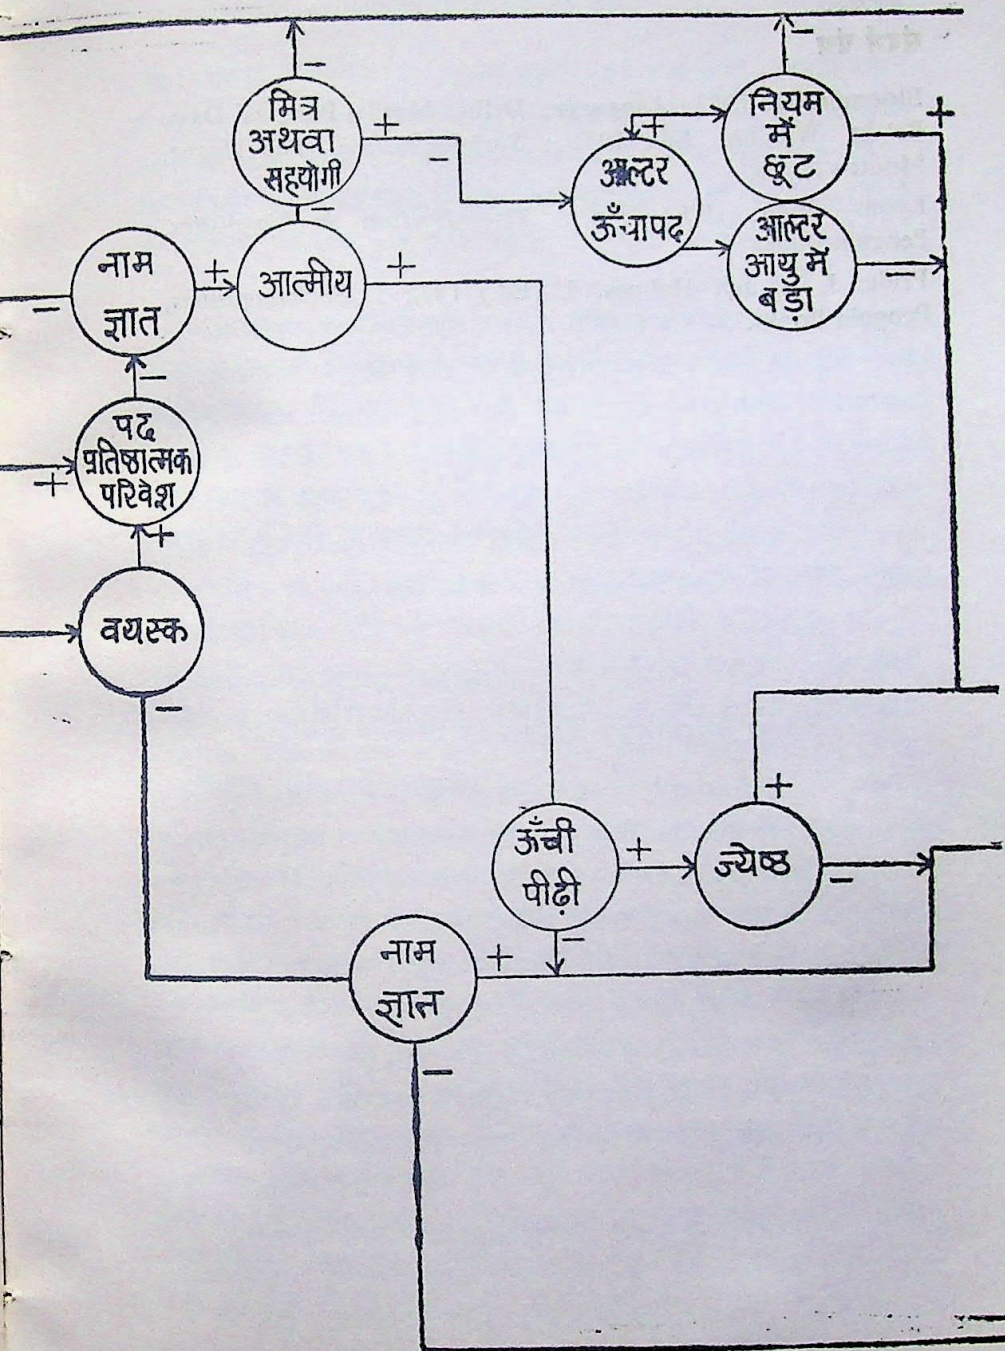 मित्र
अथवा
सहयोगी
नियम
में
छूट
आल्टर
ऊँचा पद
आल्टर
आयु में
बड़ा
नाम
ज्ञात
आत्मीय
पद
प्रतिष्ठात्मक
परिवेश
वयस्क
ऊँची
पीढ़ी
ज्येष्ठ
नाम
ज्ञात